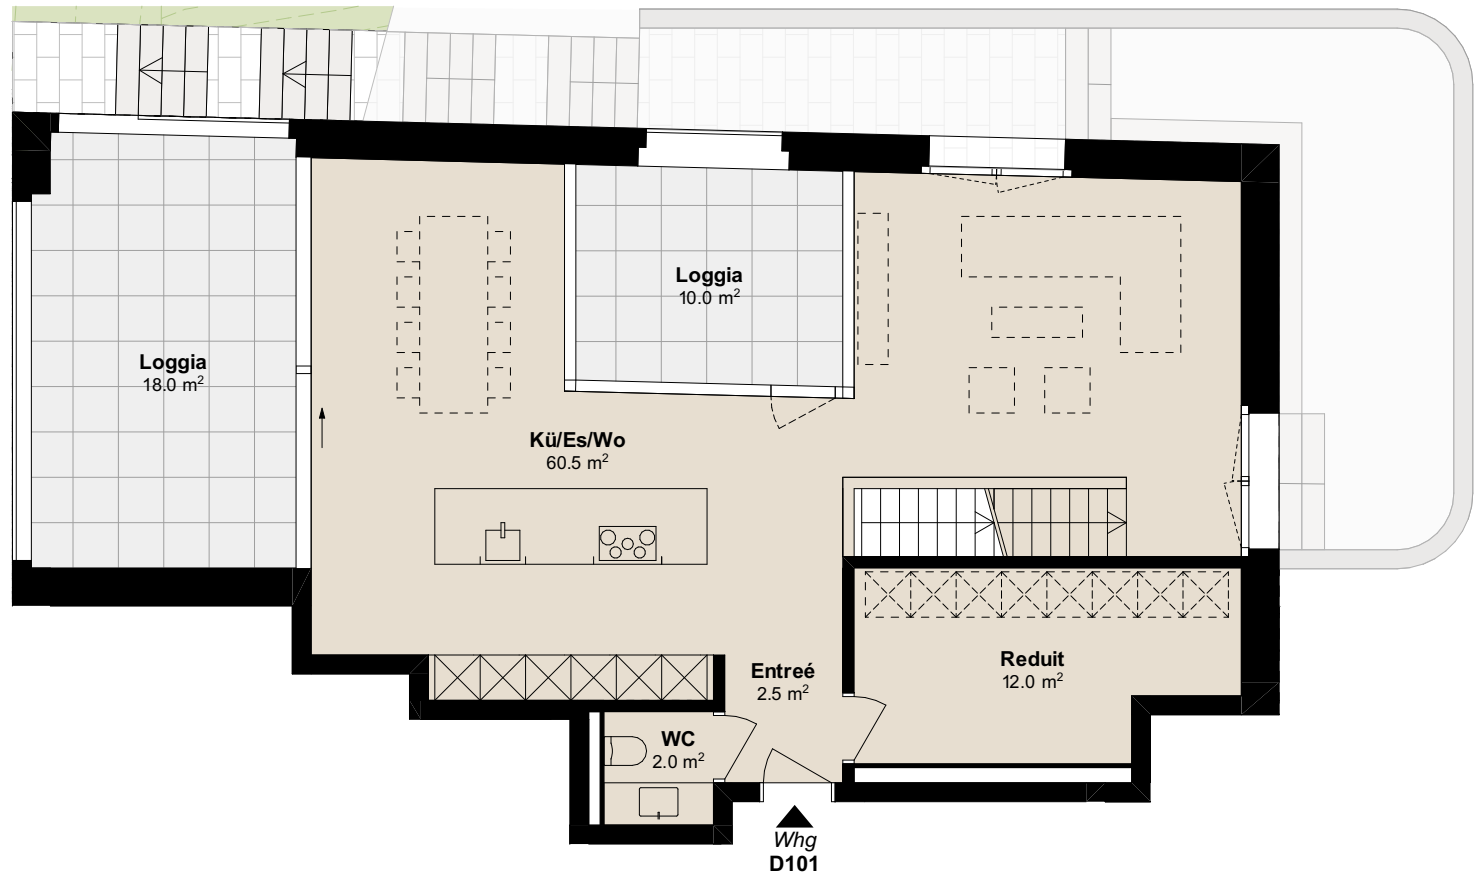 Loggia
10.0 m²
Loggia
18.0 m²
Kü/Es/Wo
60.5 m²
Entreé
2.5 m²
Reduit
12.0 m²
WC
2.0 m²
Whg
D101